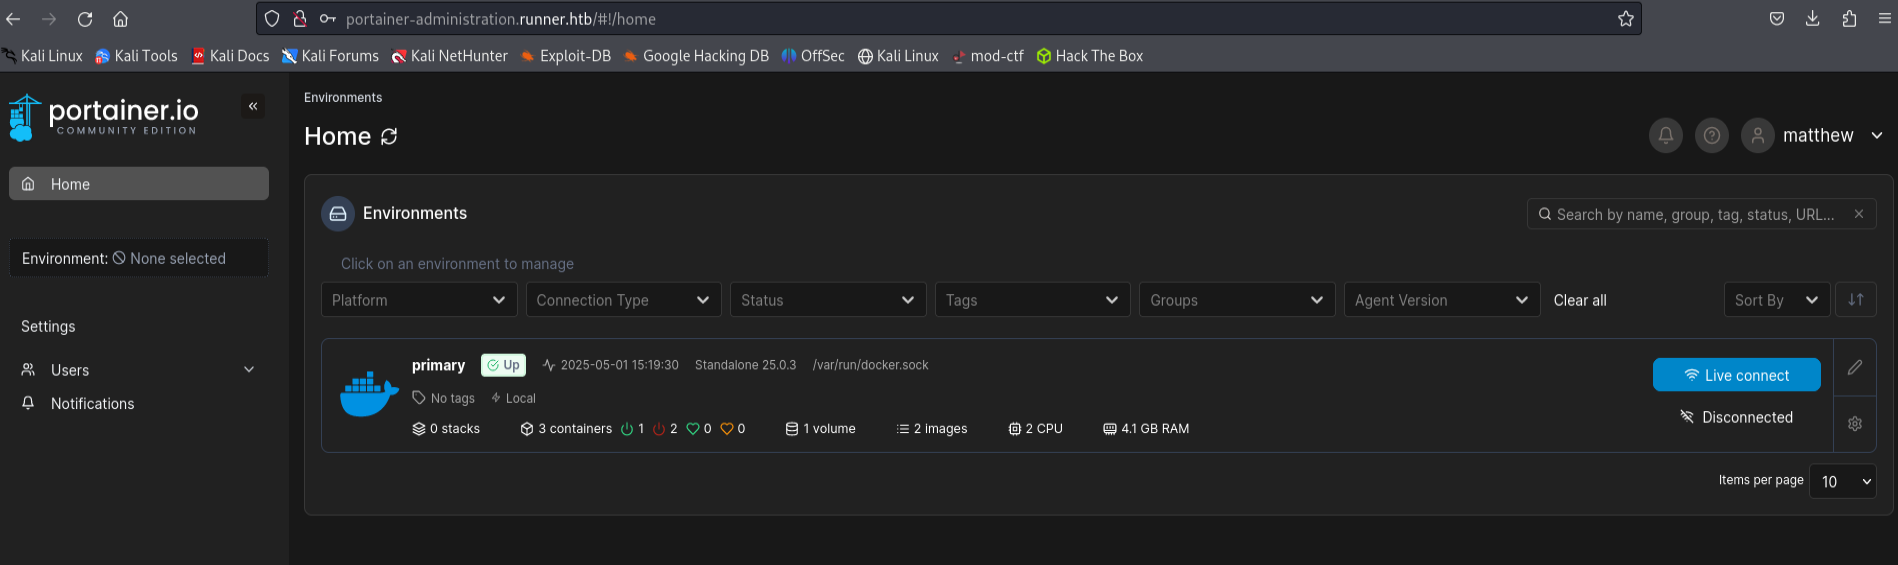 portainer-administration.runner.htb/#!/home
Kali Linux Kali Tools Kali Docs Kali Forums Kali NetHunter Exploit-DB Google Hacking DB OffSec Kali Linux mod-ctf Hack The Box
portainer.io
COMMUNITY EDITION
Home
Environment: None selected
Settings
Users
Notifications
Environments
Home
matthew
Environments
Search by name, group, tag, status, URL...
Click on an environment to manage
Platform Connection Type Status Tags Groups Agent Version Clear all Sort By
primary Up 2025-05-01 15:19:30 Standalone 25.0.3 /var/run/docker.sock
No tags Local
0 stacks 3 containers 1 2 0 0 1 volume 2 images 2 CPU 4.1 GB RAM
Live connect
Disconnected
Items per page 10